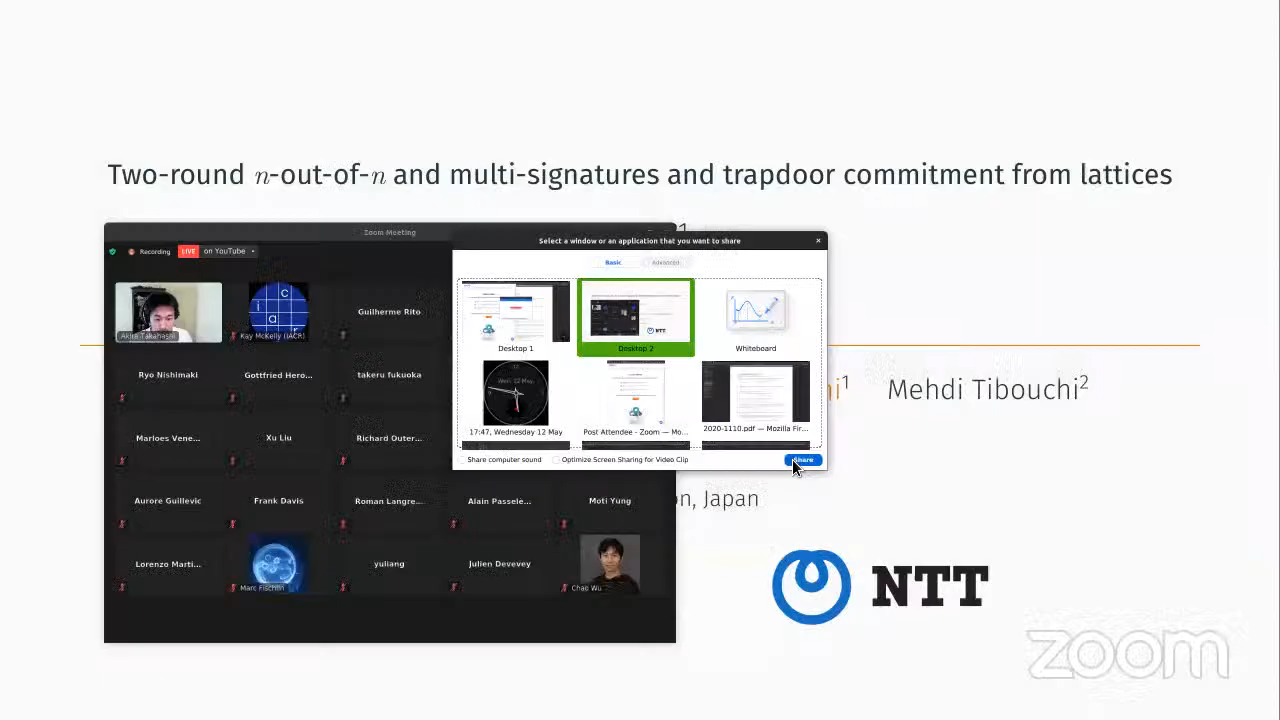 Two-round n-out-of-n and multi-signatures and trapdoor commitment from lattices
1
Zoom Meeting
Recording LIVE on YouTube
Select a window or an application that you want to share
Basic Advanced
Desktop 1 Desktop 2 Whiteboard
17:47, Wednesday 12 May Post Attendee - Zoom — Mo... 2020-1110.pdf — Mozilla Fir...
Share computer sound Optimize Screen Sharing for Video Clip Share
Akira Takahashi Kay McKelly (IACR) Guilherme Rito
Ryo Nishimaki Gottfried Hero... takeru fukuoka
Marloes Vene... Xu Liu Richard Outer...
Aurore Guillevic Frank Davis Roman Langre... Alain Passele... Moti Yung
Lorenzo Marti... Marc Fischlin yuliang Julien Devevey Chao Wu
hi1 Mehdi Tibouchi2
on, Japan
NTT
zoom